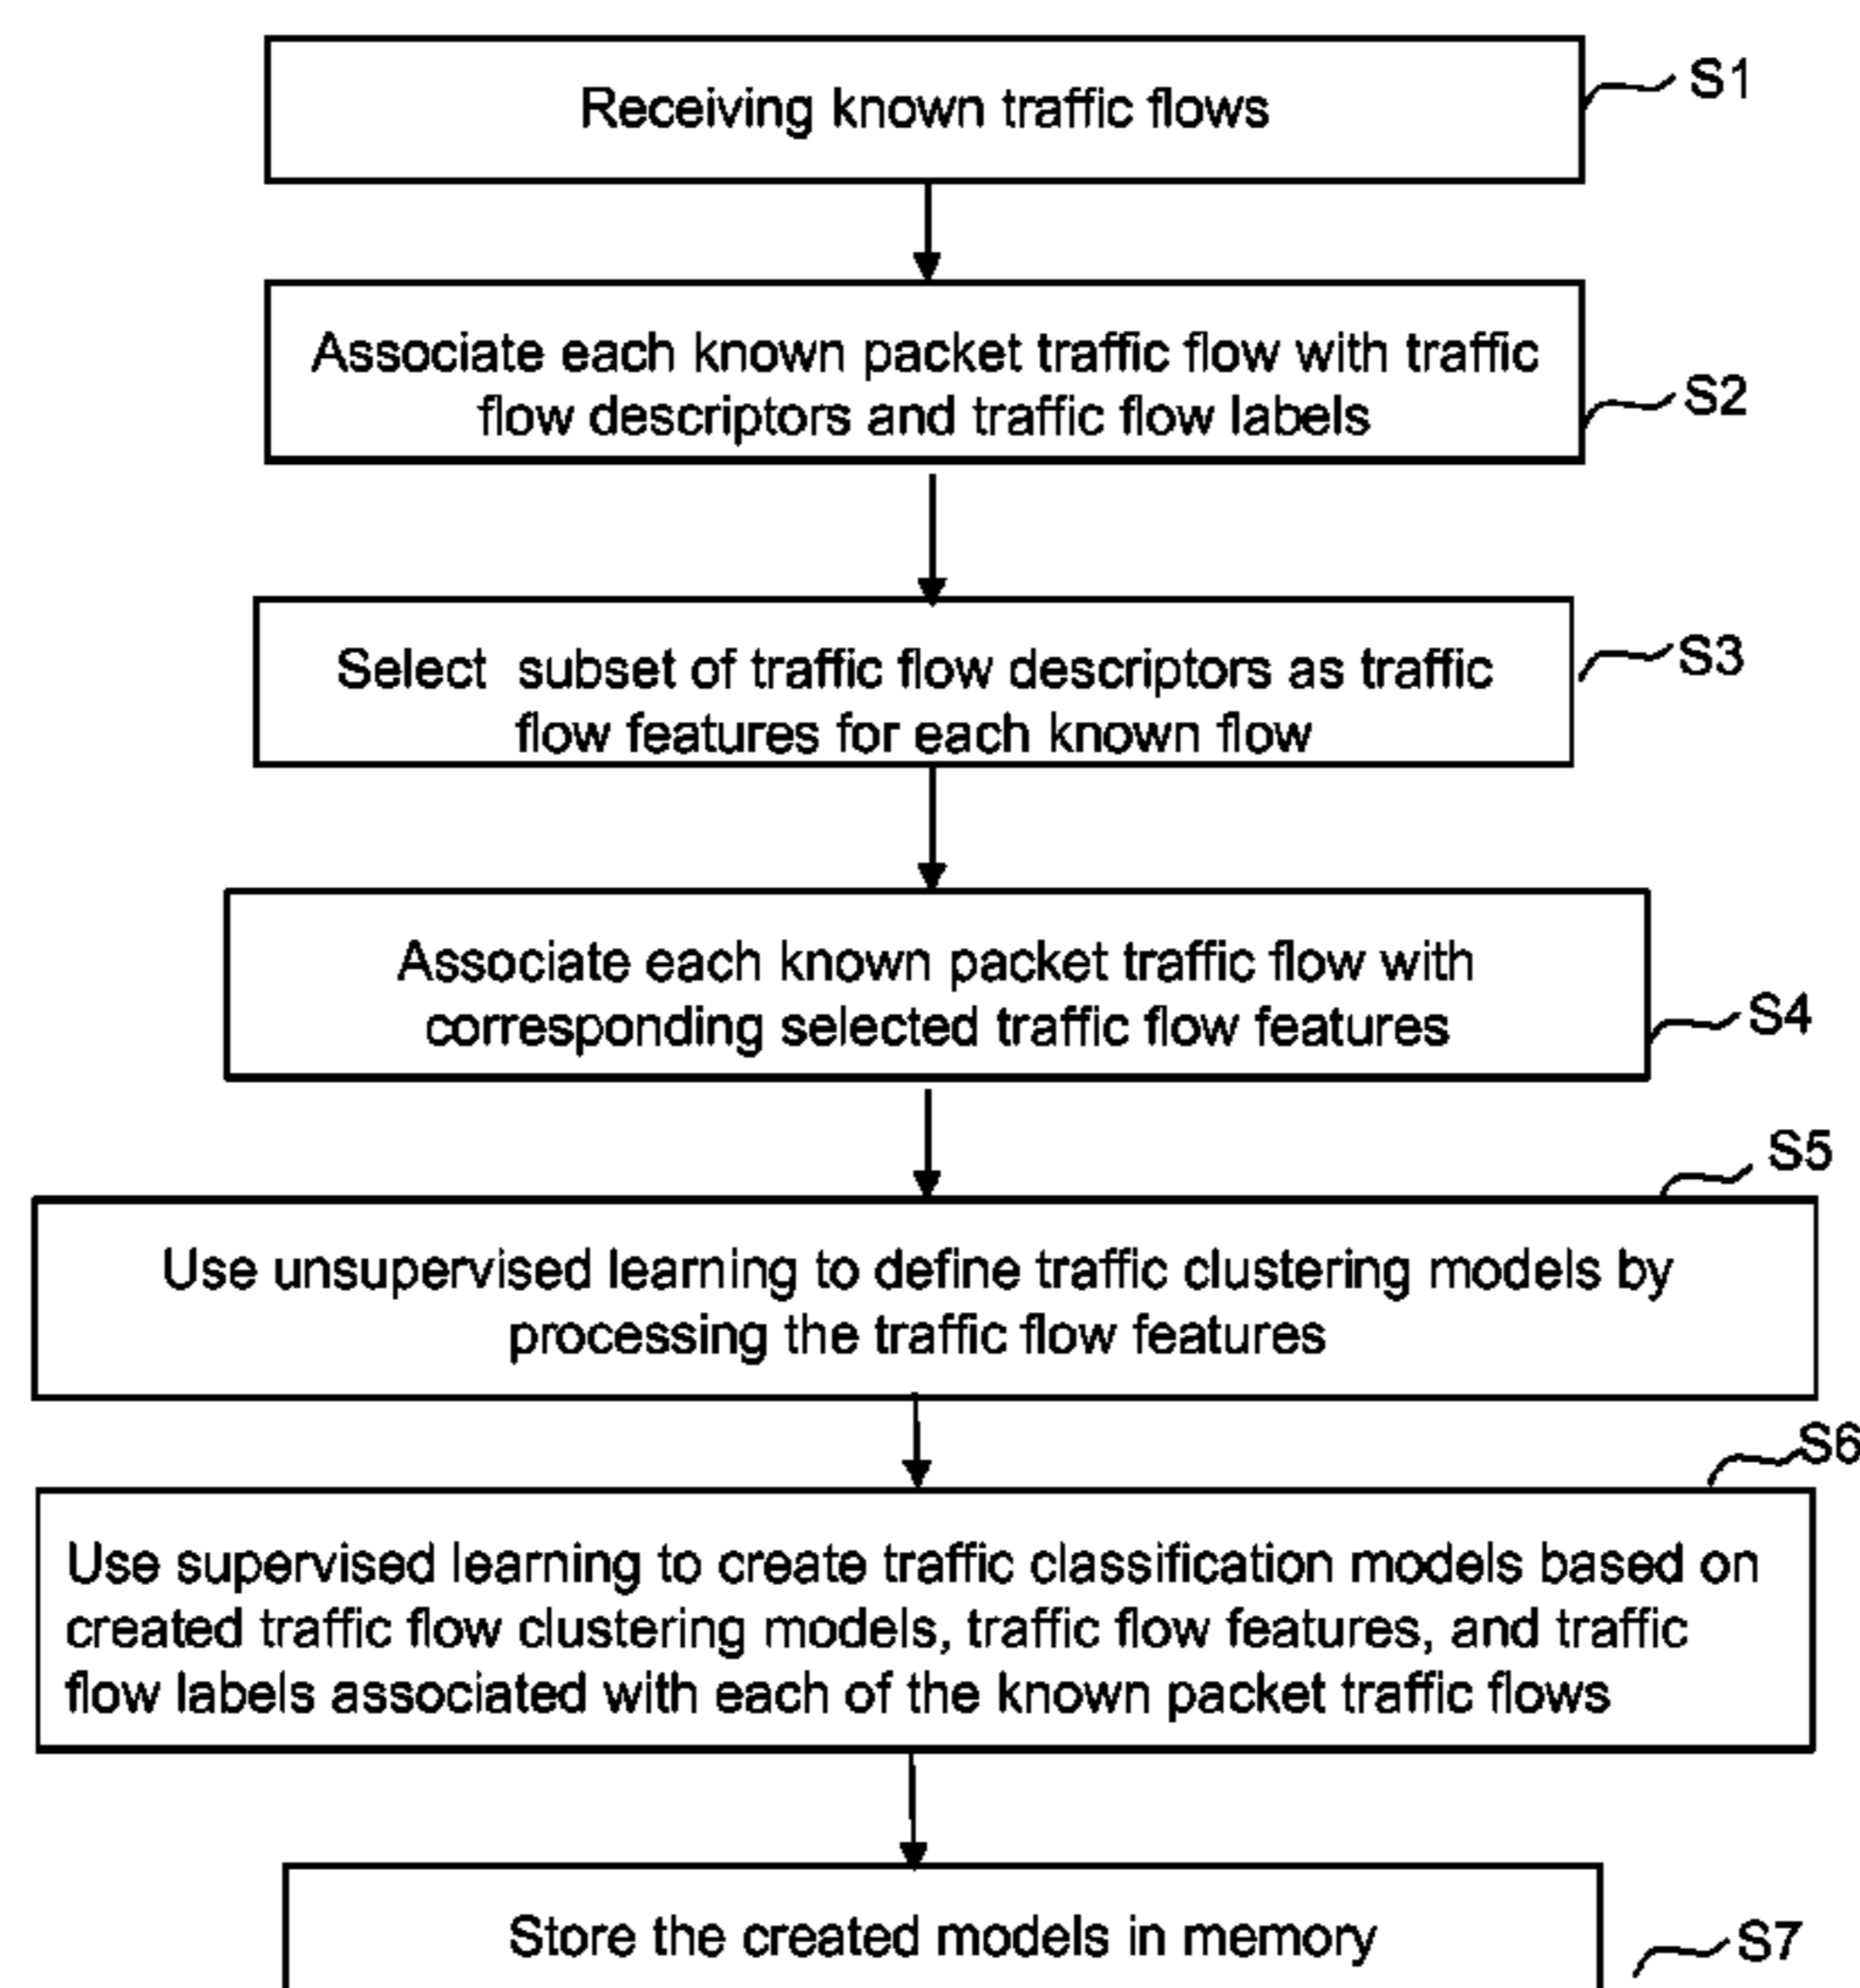 Receiving known traffic flows
S1
Associate each known packet traffic flow with traffic
flow descriptors and traffic flow labels
S2
Select subset of traffic flow descriptors as traffic
flow features for each known flow
S3
Associate each known packet traffic flow with
corresponding selected traffic flow features
S4
S5
Use unsupervised learning to define traffic clustering models by
processing the traffic flow features
S6
Use supervised learning to create traffic classification models based on
created traffic flow clustering models, traffic flow features, and traffic
flow labels associated with each of the known packet traffic flows
Store the created models in memory
S7